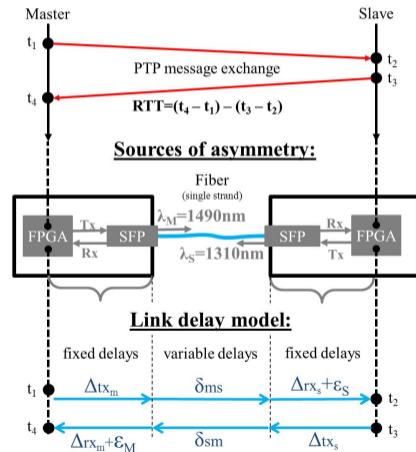 Master Slave
t1
PTP message exchange
t2
t3
t4
RTT=(t4 – t1) – (t3 – t2)
Sources of asymmetry:
Fiber
(single strand)
λM=1490nm
FPGA Tx Rx SFP SFP Rx Tx FPGA
λS=1310nm
Link delay model:
fixed delays variable delays fixed delays
t1 Δtxm δms Δrxs+εS t2
t4 Δrxm+εM δsm Δtxs t3